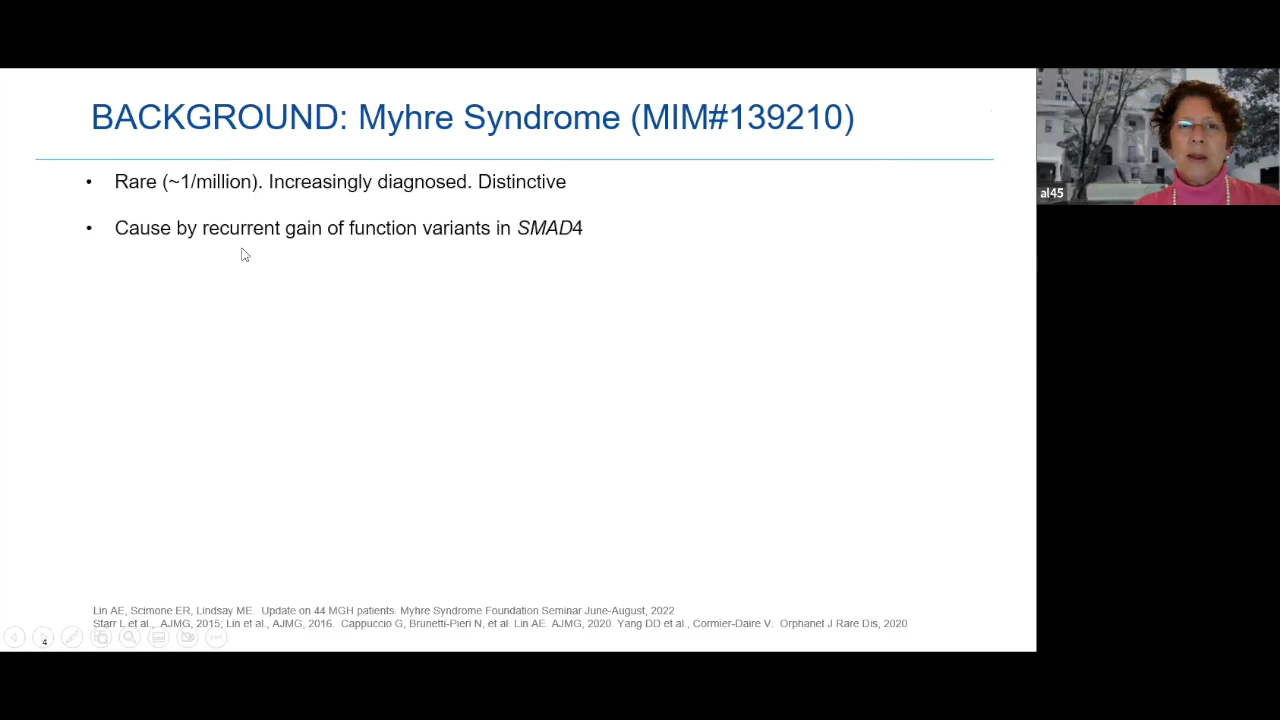 BACKGROUND: Myhre Syndrome (MIM#139210)
• Rare (~1/million). Increasingly diagnosed. Distinctive
• Cause by recurrent gain of function variants in SMAD4
Lin AE, Scimone ER, Lindsay ME. Update on 44 MGH patients. Myhre Syndrome Foundation Seminar June-August, 2022
Starr L et al., AJMG, 2015; Lin et al., AJMG, 2016. Cappuccio G, Brunetti-Pieri N, et al. Lin AE. AJMG, 2020. Yang DD et al., Cormier-Daire V. Orphanet J Rare Dis, 2020
4
al45